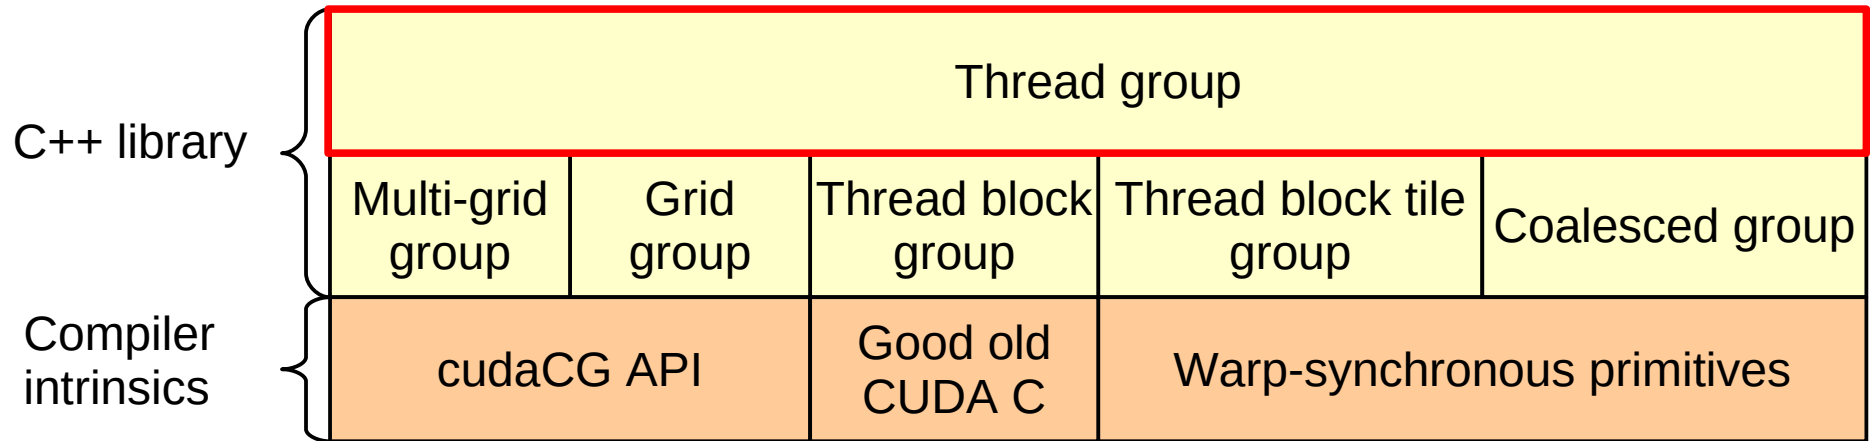 Thread group
C++ library
Multi-grid
group
Grid
group
Thread block
group
Thread block tile
group
Coalesced group
Compiler
intrinsics
cudaCG API
Good old
CUDA C
Warp-synchronous primitives